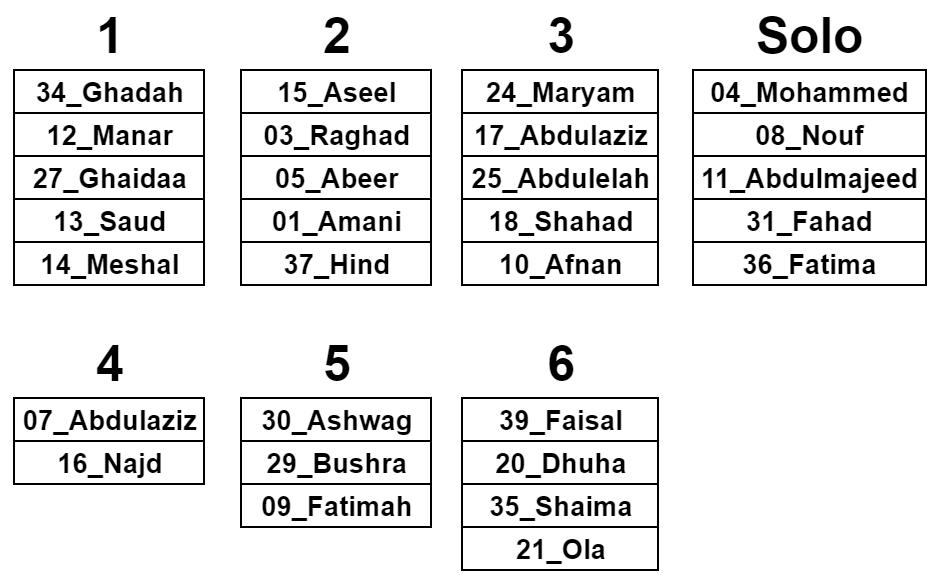 1
34_Ghadah
12_Manar
27_Ghaidaa
13_Saud
14_Meshal
2
15_Aseel
03_Raghad
05_Abeer
01_Amani
37_Hind
3
24_Maryam
17_Abdulaziz
25_Abdulelah
18_Shahad
10_Afnan
Solo
04_Mohammed
08_Nouf
11_Abdulmajeed
31_Fahad
36_Fatima
4
07_Abdulaziz
16_Najd
5
30_Ashwag
29_Bushra
09_Fatimah
6
39_Faisal
20_Dhuha
35_Shaima
21_Ola